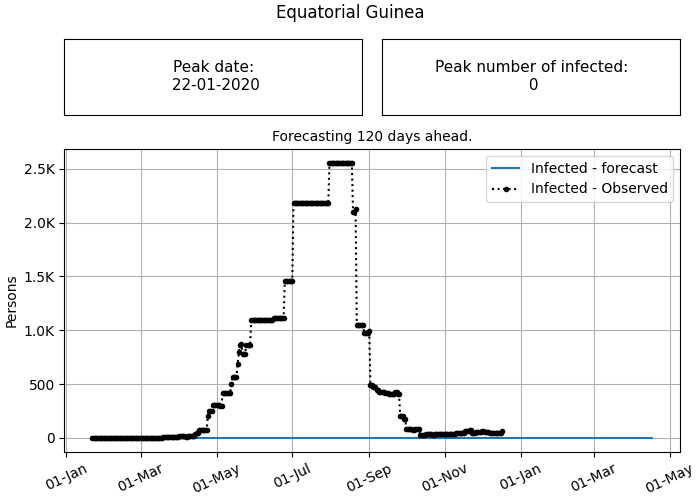 Equatorial Guinea
Peak date:
22-01-2020
Peak number of infected:
0
Forecasting 120 days ahead.
Infected - forecast
Infected - Observed
Persons
2.5K
2.0K
1.5K
1.0K
500
0
01-Jan
01-Mar
01-May
01-Jul
01-Sep
01-Nov
01-Jan
01-Mar
01-May